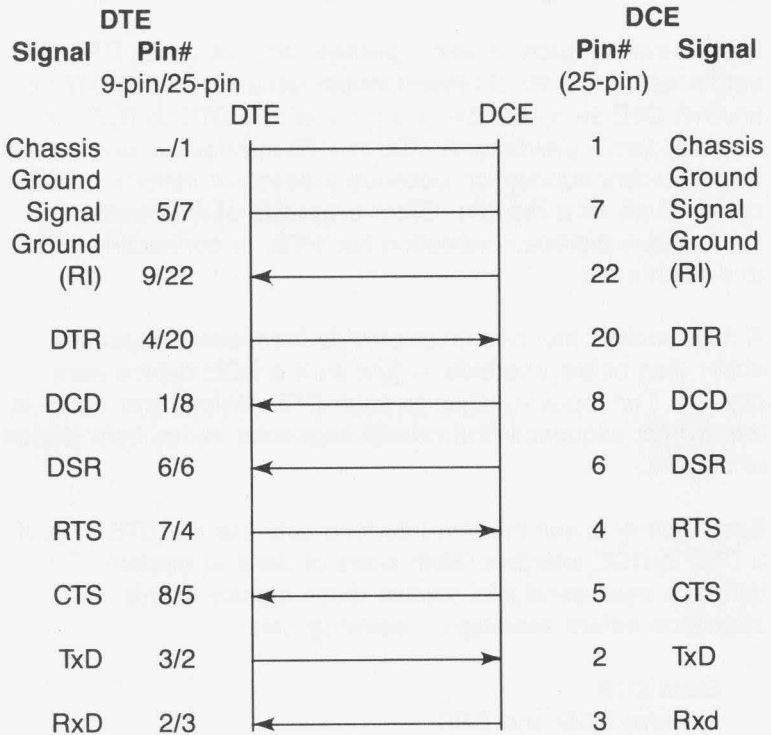 DTE DCE
Signal Pin# Pin# Signal
9-pin/25-pin (25-pin)
DTE DCE
Chassis –/1 1 Chassis
Ground Ground
Signal 5/7 7 Signal
Ground Ground
(RI) 9/22 22 (RI)
DTR 4/20 20 DTR
DCD 1/8 8 DCD
DSR 6/6 6 DSR
RTS 7/4 4 RTS
CTS 8/5 5 CTS
TxD 3/2 2 TxD
RxD 2/3 3 Rxd